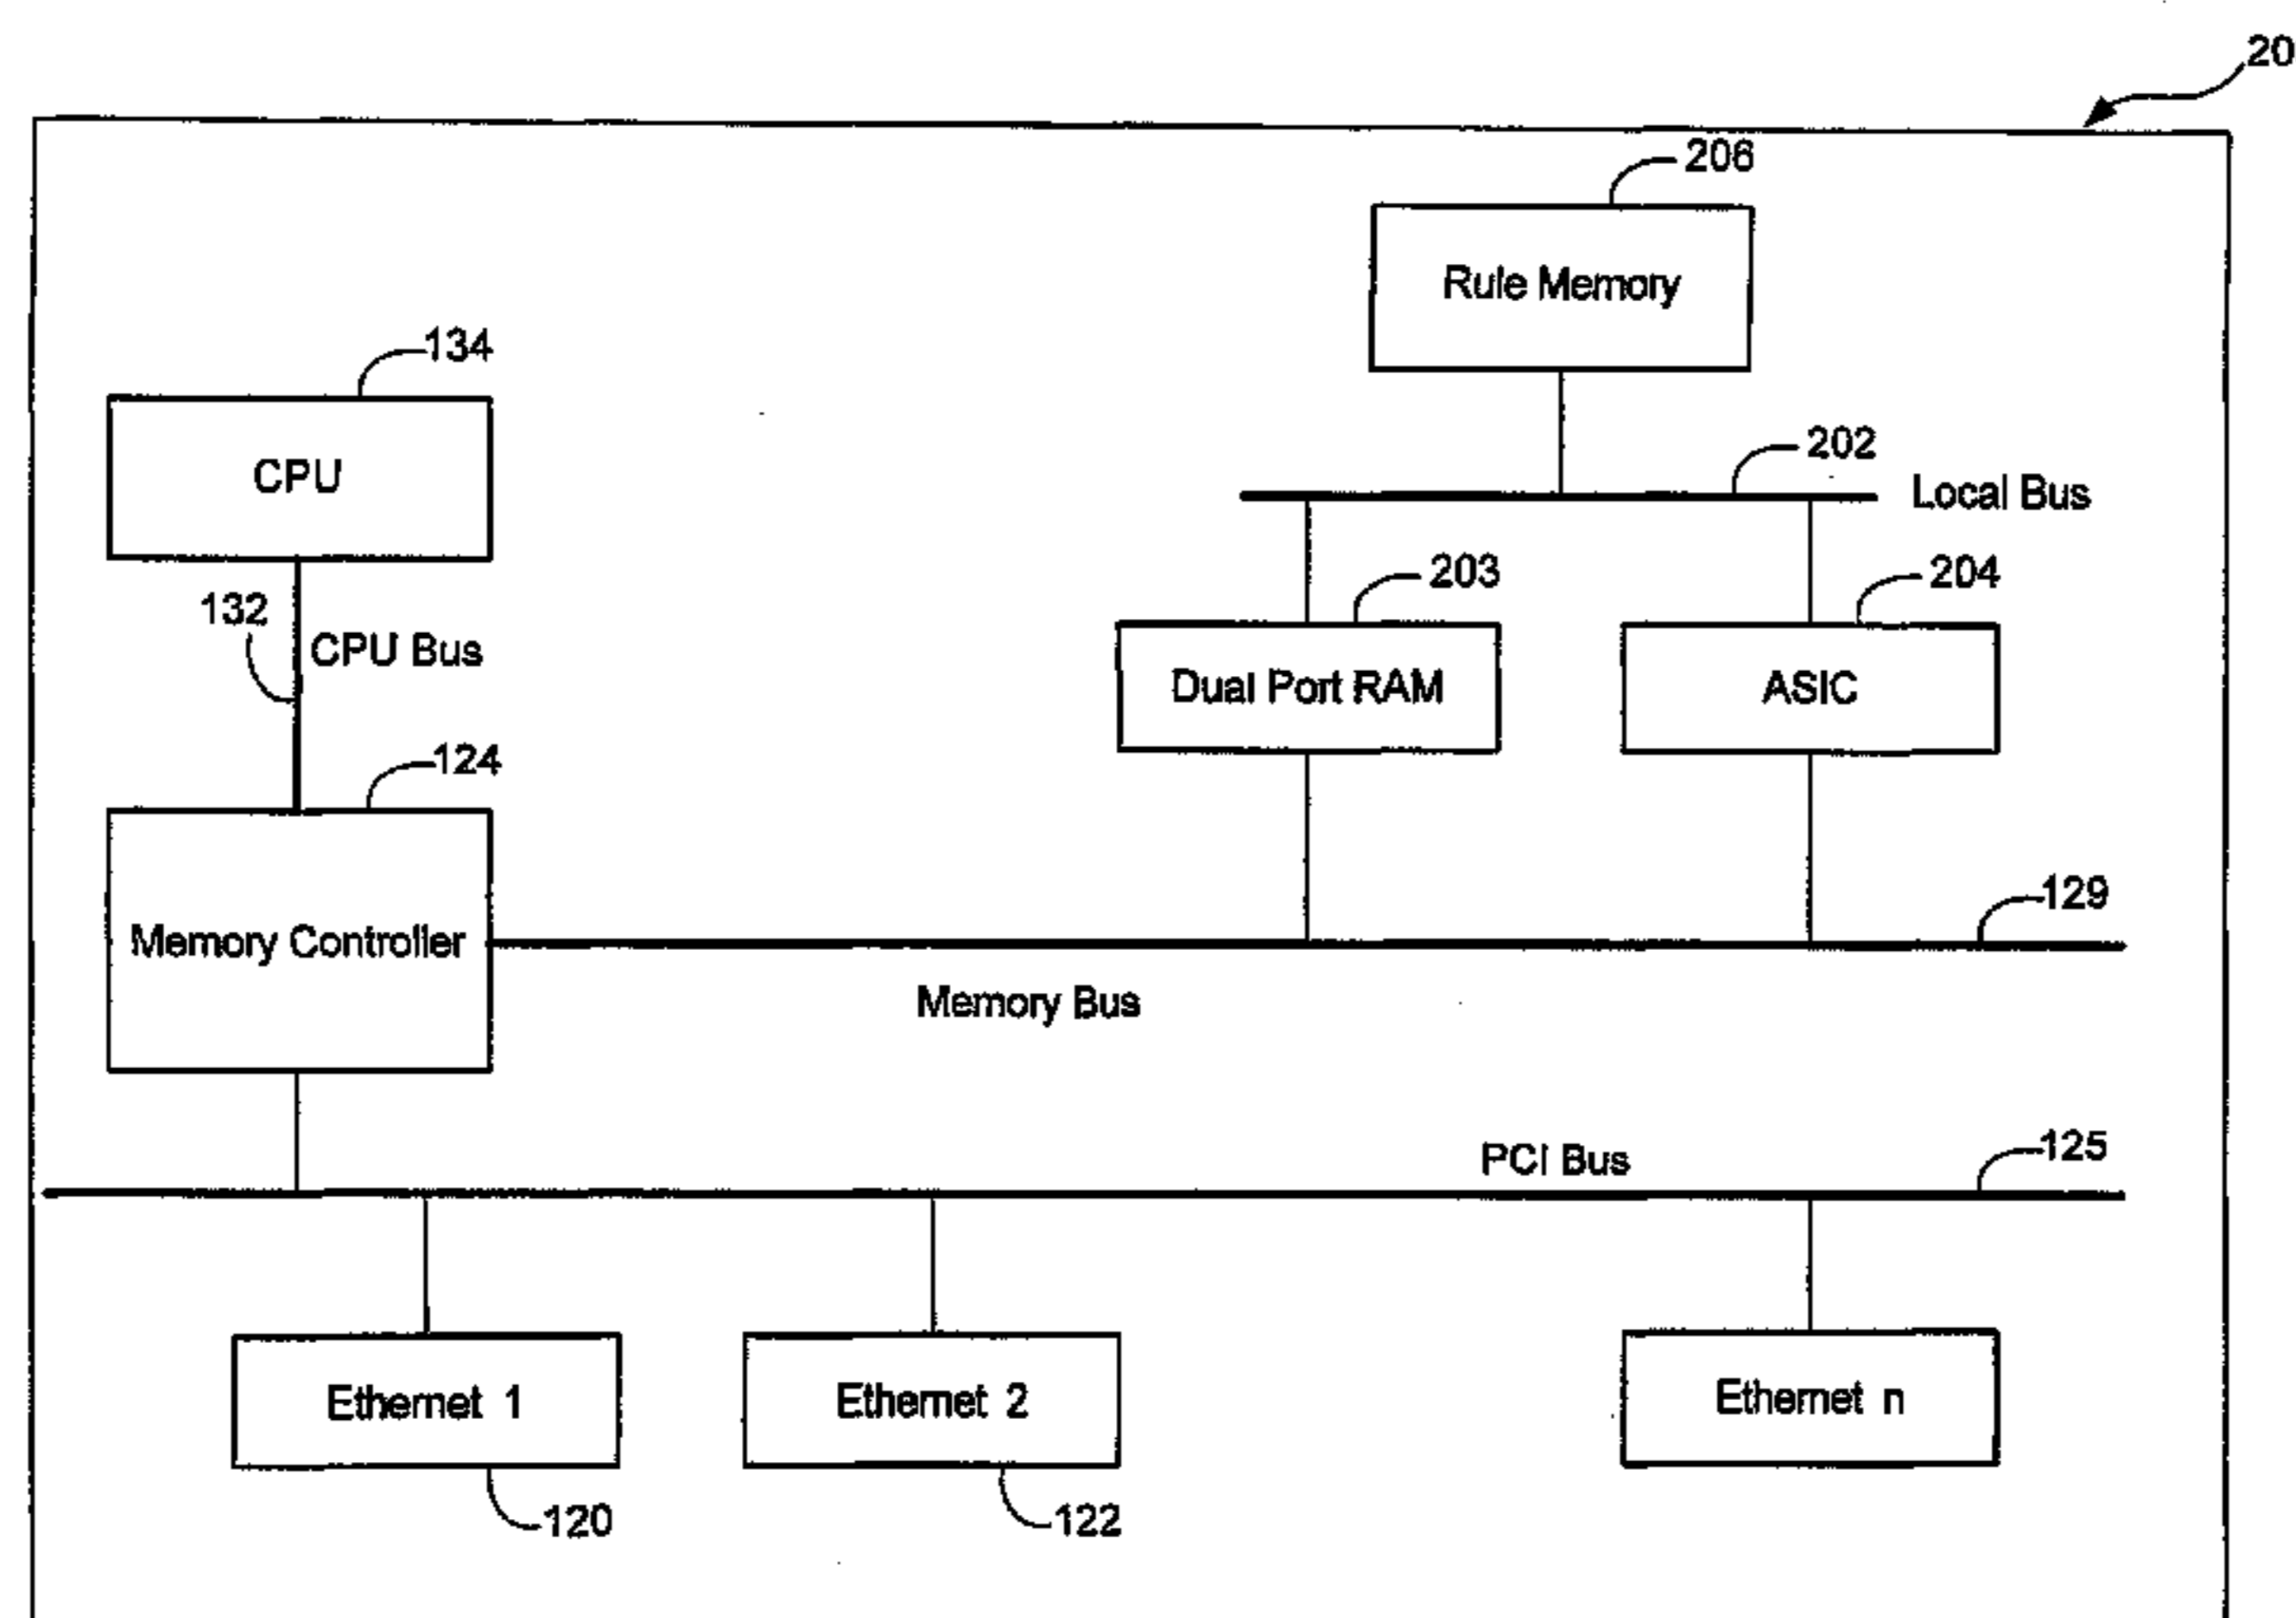 20
206
Rule Memory
134
CPU
202
Local Bus
132
CPU Bus
203
Dual Port RAM
204
ASIC
124
Memory Controller
129
Memory Bus
PCI Bus
125
Ethernet 1
Ethernet 2
Ethernet n
120
122